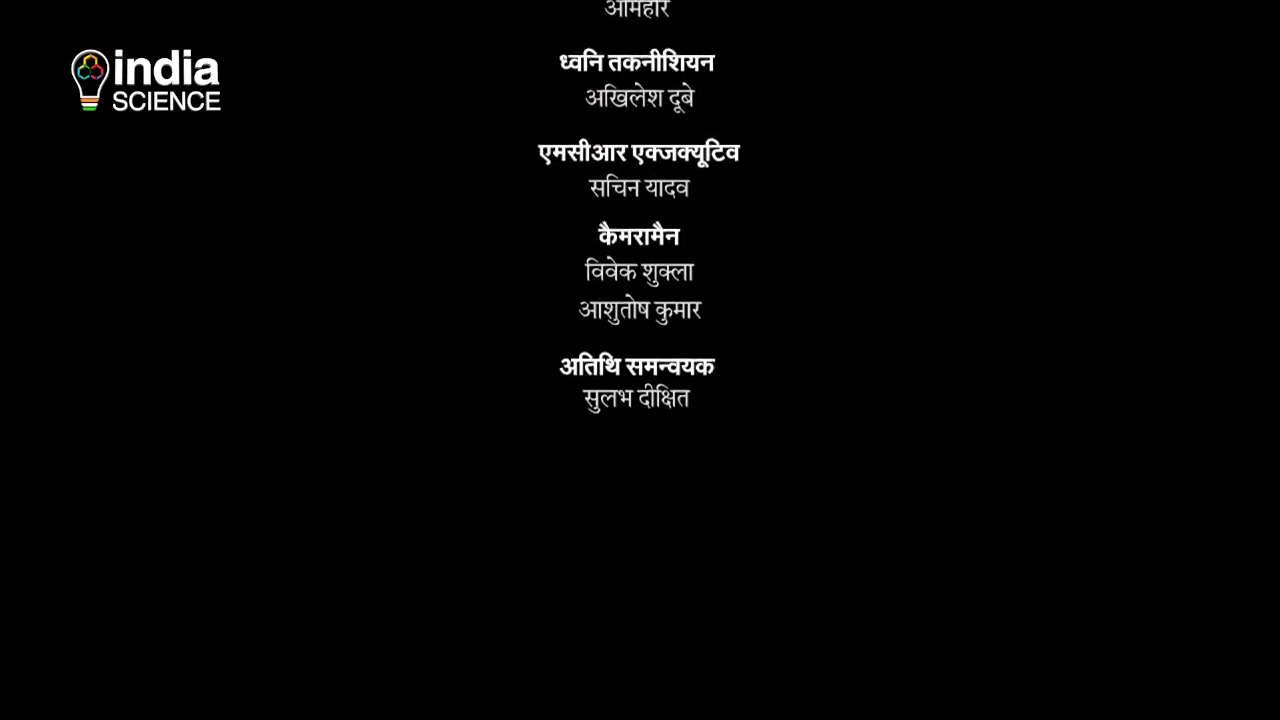 india
SCIENCE
ध्वनि तकनीशियन
अखिलेश दूबे
एमसीआर एक्जक्यूटिव
सचिन यादव
कैमरामैन
विवेक शुक्ला
आशुतोष कुमार
अतिथि समन्वयक
सुलभ दीक्षित